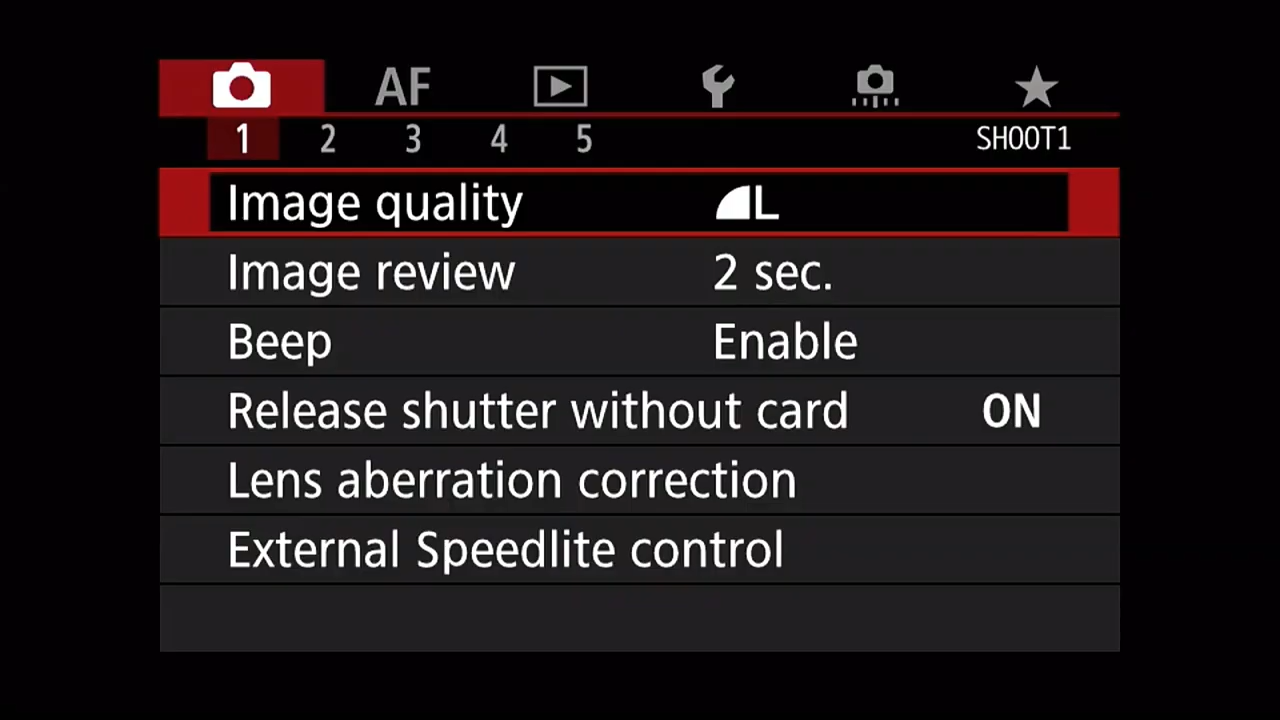 AF
1 2 3 4 5 SHOOT1
Image quality L
Image review 2 sec.
Beep Enable
Release shutter without card ON
Lens aberration correction
External Speedlite control